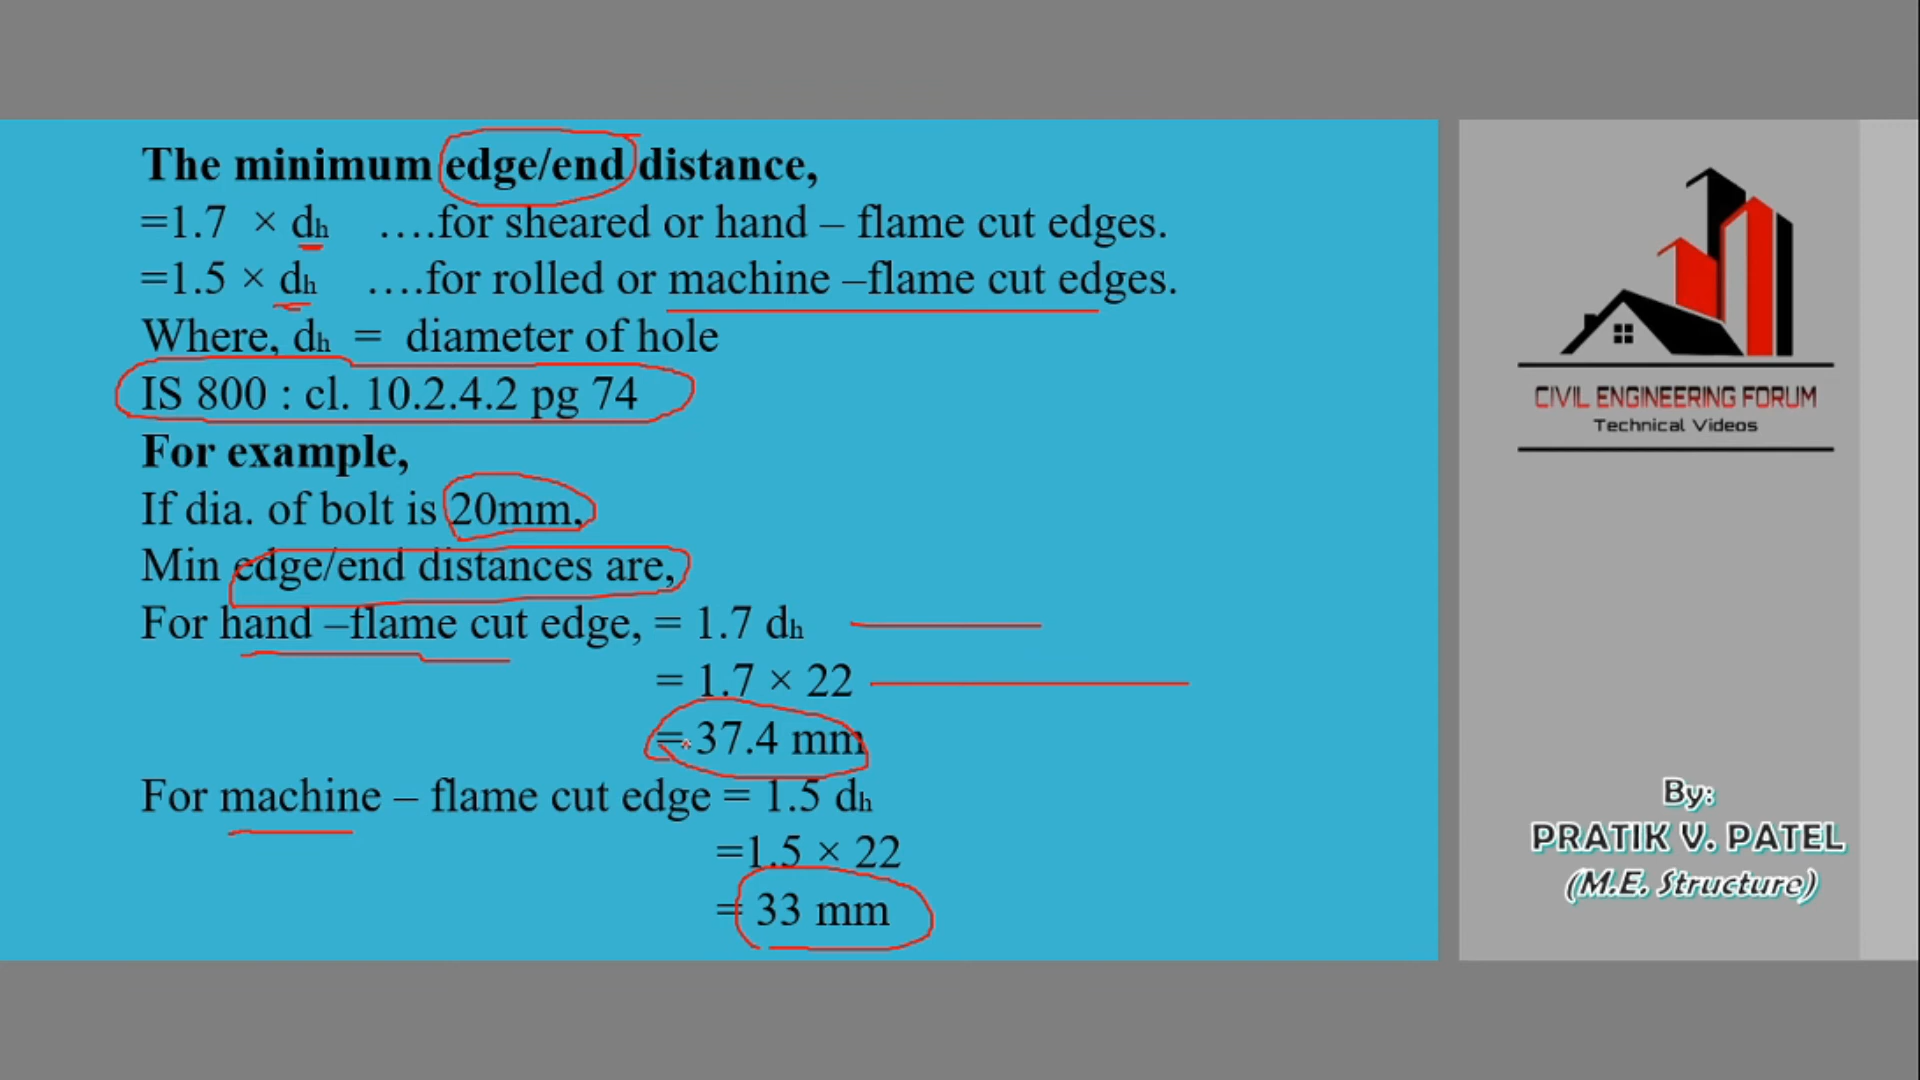 The minimum edge/end distance,
=1.7 × dh ….for sheared or hand – flame cut edges.
=1.5 × dh ….for rolled or machine –flame cut edges.
Where, dh = diameter of hole
IS 800 : cl. 10.2.4.2 pg 74
For example,
If dia. of bolt is 20mm,
Min edge/end distances are,
For hand –flame cut edge, = 1.7 dh
= 1.7 × 22
= 37.4 mm
For machine – flame cut edge = 1.5 dh
=1.5 × 22
= 33 mm
CIVIL ENGINEERING FORUM
Technical Videos
By:
PRATIK V. PATEL
(M.E. Structure)